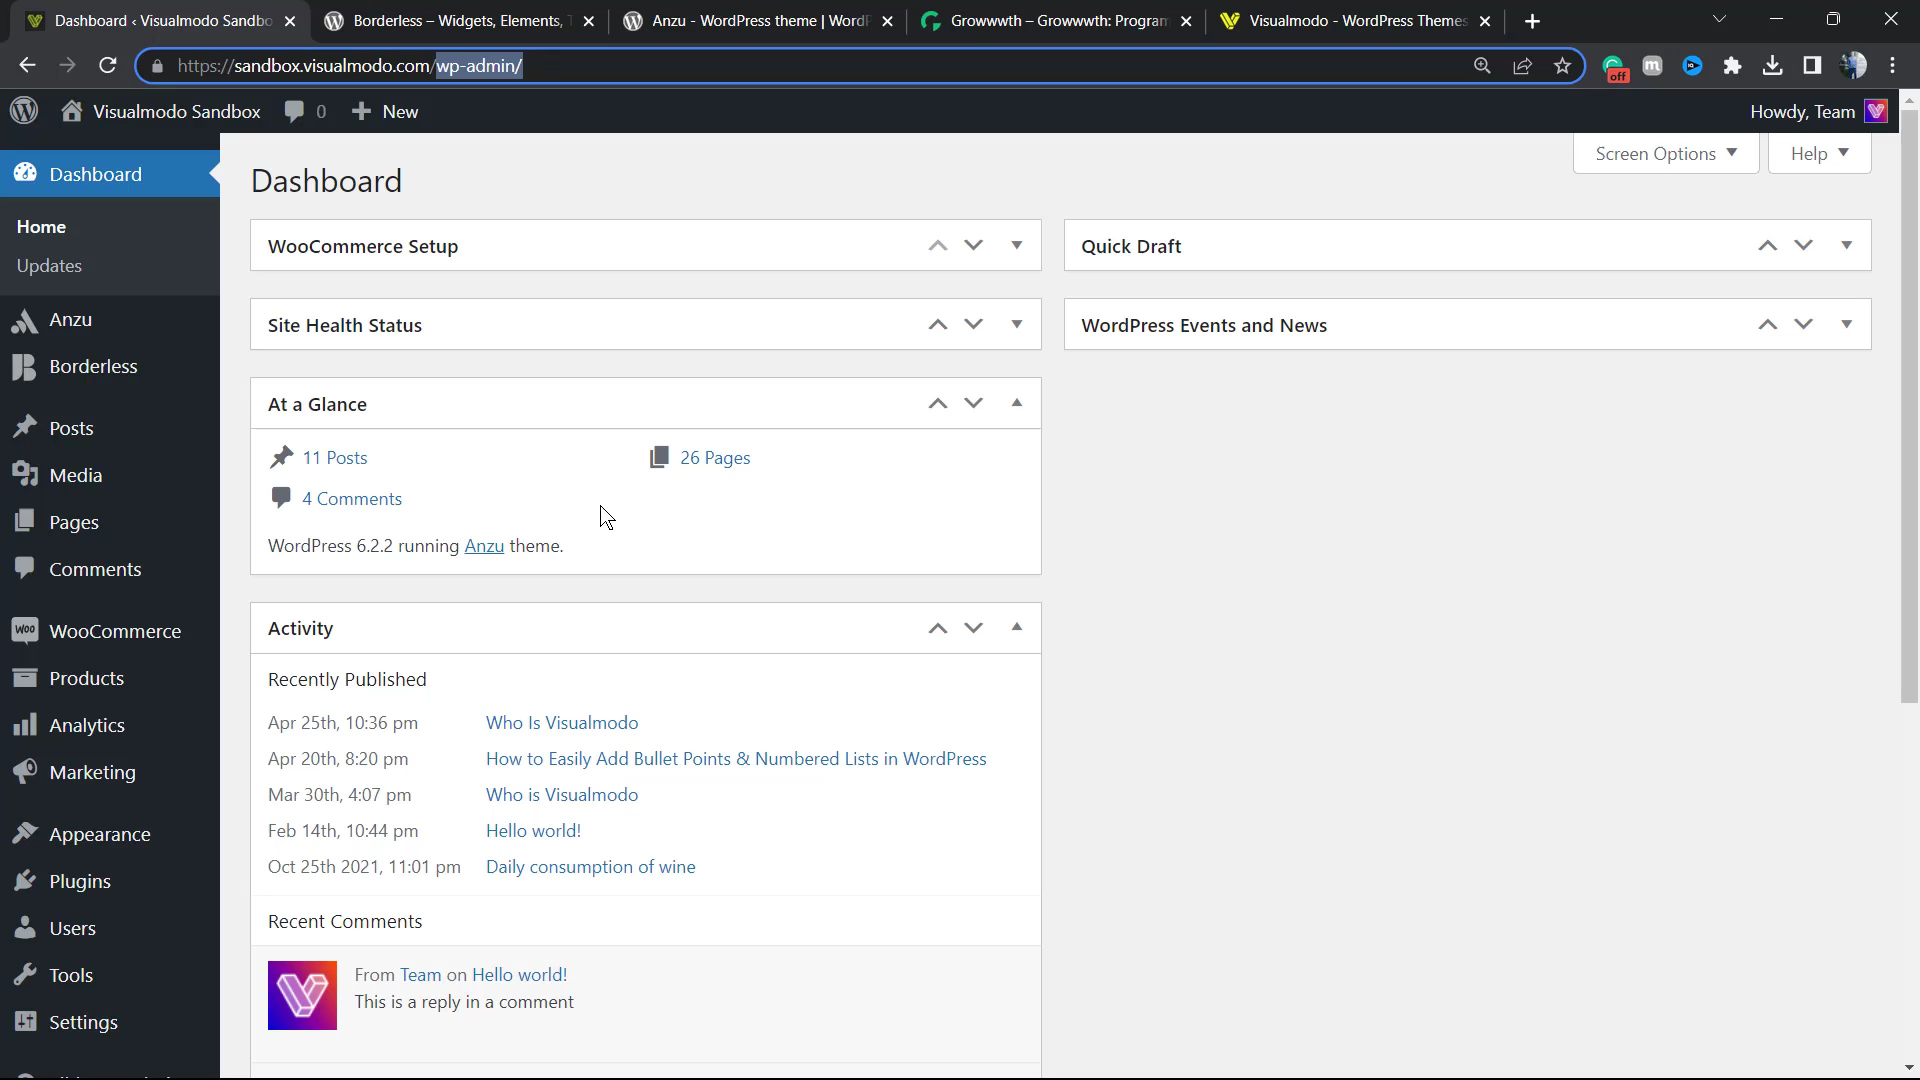 Dashboard ‹ Visualmodo Sandbo
Borderless – Widgets, Elements, T
Anzu - WordPress theme | WordP
Growwwth – Growwwth: Program
Visualmodo - WordPress Themes
https://sandbox.visualmodo.com/wp-admin/
off
m
Visualmodo Sandbox
0
New
Howdy, Team
Screen Options
Help
Dashboard
Home
Updates
Anzu
Borderless
Posts
Media
Pages
Comments
WooCommerce
Products
Analytics
Marketing
Appearance
Plugins
Users
Tools
Settings
Dashboard
WooCommerce Setup
Site Health Status
At a Glance
11 Posts
26 Pages
4 Comments
WordPress 6.2.2 running Anzu theme.
Activity
Recently Published
Apr 25th, 10:36 pm Who Is Visualmodo
Apr 20th, 8:20 pm How to Easily Add Bullet Points & Numbered Lists in WordPress
Mar 30th, 4:07 pm Who is Visualmodo
Feb 14th, 10:44 pm Hello world!
Oct 25th 2021, 11:01 pm Daily consumption of wine
Recent Comments
From Team on Hello world!
This is a reply in a comment
Quick Draft
WordPress Events and News